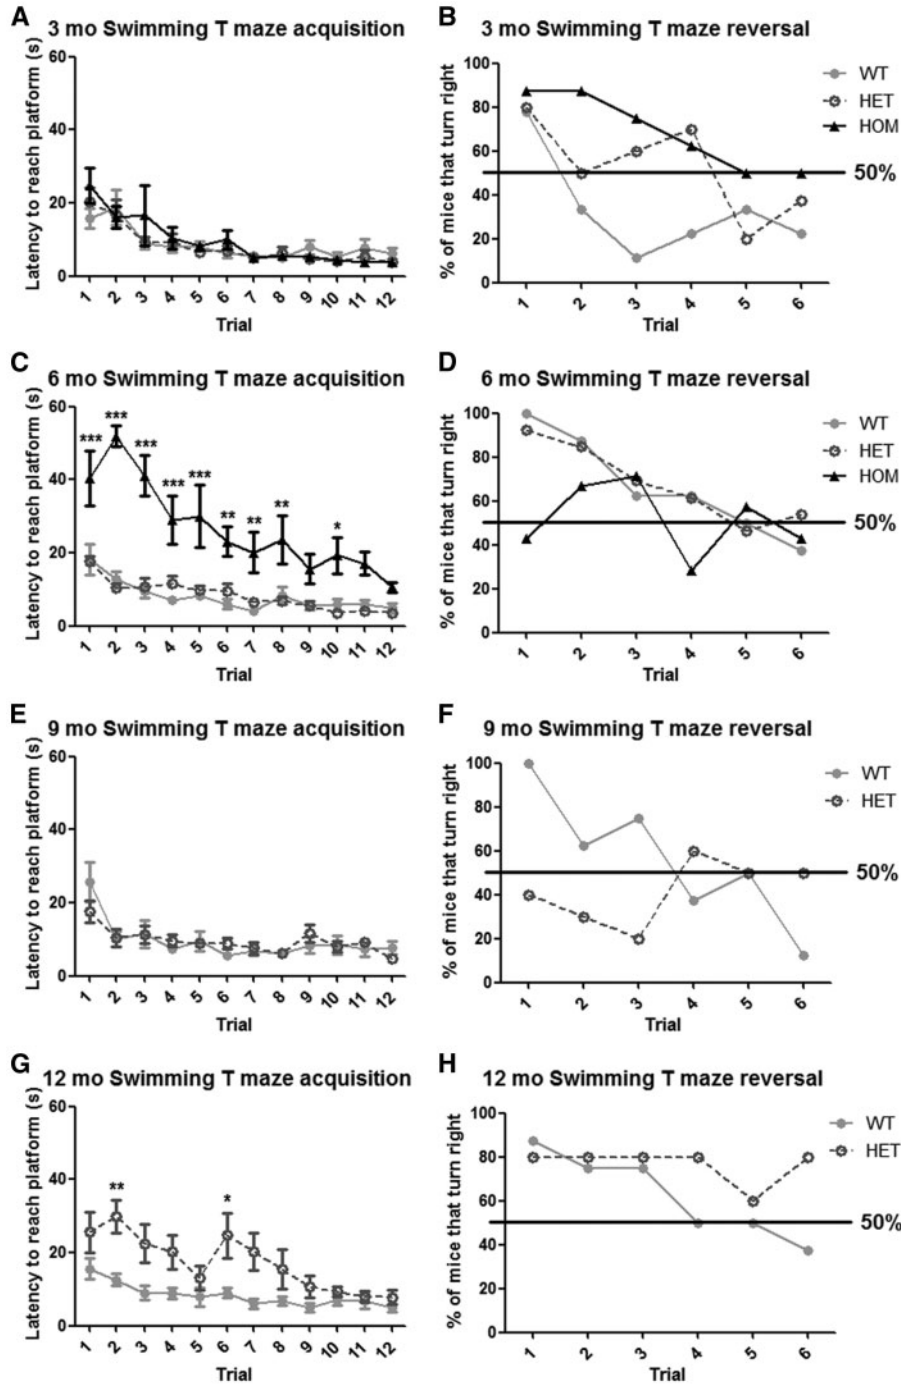 A
3 mo Swimming T maze acquisition
Latency to reach platform (s)
60
40
20
0
1 2 3 4 5 6 7 8 9 10 11 12
Trial
B
3 mo Swimming T maze reversal
% of mice that turn right
100
80
60
40
20
0
1 2 3 4 5 6
Trial
WT
HET
HOM
50%
C
6 mo Swimming T maze acquisition
Latency to reach platform (s)
60
40
20
0
*** *** *** *** *** ** ** ** *
1 2 3 4 5 6 7 8 9 10 11 12
Trial
D
6 mo Swimming T maze reversal
% of mice that turn right
100
80
60
40
20
0
1 2 3 4 5 6
Trial
WT
HET
HOM
50%
E
9 mo Swimming T maze acquisition
Latency to reach platform (s)
60
40
20
0
1 2 3 4 5 6 7 8 9 10 11 12
Trial
F
9 mo Swimming T maze reversal
% of mice that turn right
100
80
60
40
20
0
1 2 3 4 5 6
Trial
WT
HET
50%
G
12 mo Swimming T maze acquisition
Latency to reach platform (s)
60
40
20
0
** *
1 2 3 4 5 6 7 8 9 10 11 12
Trial
H
12 mo Swimming T maze reversal
% of mice that turn right
100
80
60
40
20
0
1 2 3 4 5 6
Trial
WT
HET
50%